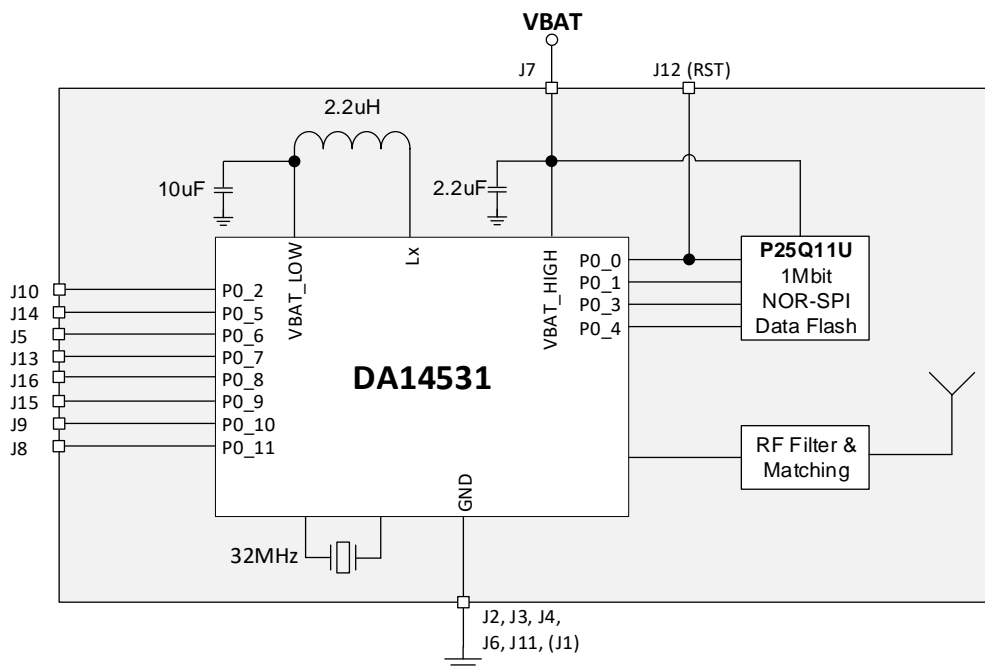 VBAT
J7
J12 (RST)
2.2uH
10uF
2.2uF
VBAT_LOW
Lx
VBAT_HIGH
P0_0
P0_1
P0_3
P0_4
P25Q11U
1Mbit
NOR-SPI
Data Flash
J10
J14
J5
J13
J16
J15
J9
J8
P0_2
P0_5
P0_6
P0_7
P0_8
P0_9
P0_10
P0_11
DA14531
RF Filter &
Matching
GND
32MHz
J2, J3, J4,
J6, J11, (J1)